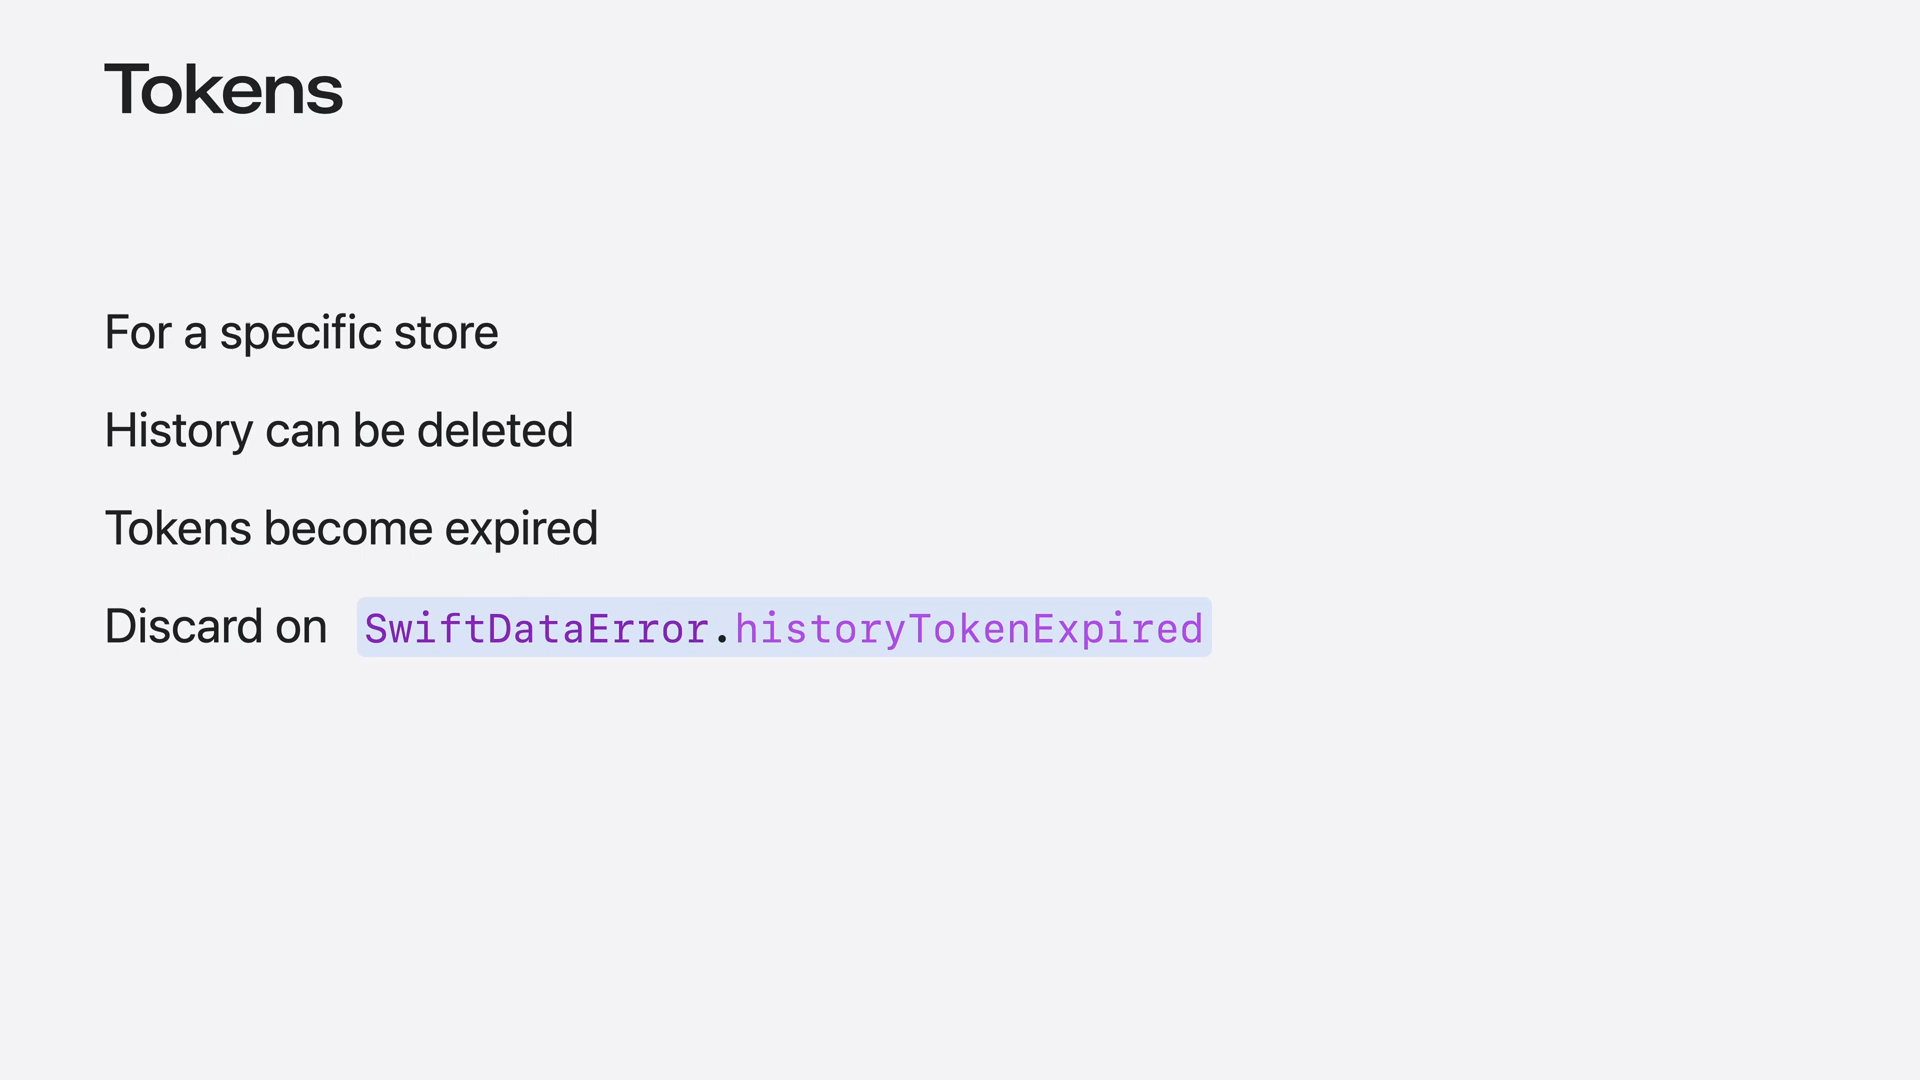 Tokens
For a specific store
History can be deleted
Tokens become expired
Discard on SwiftDataError.historyTokenExpired